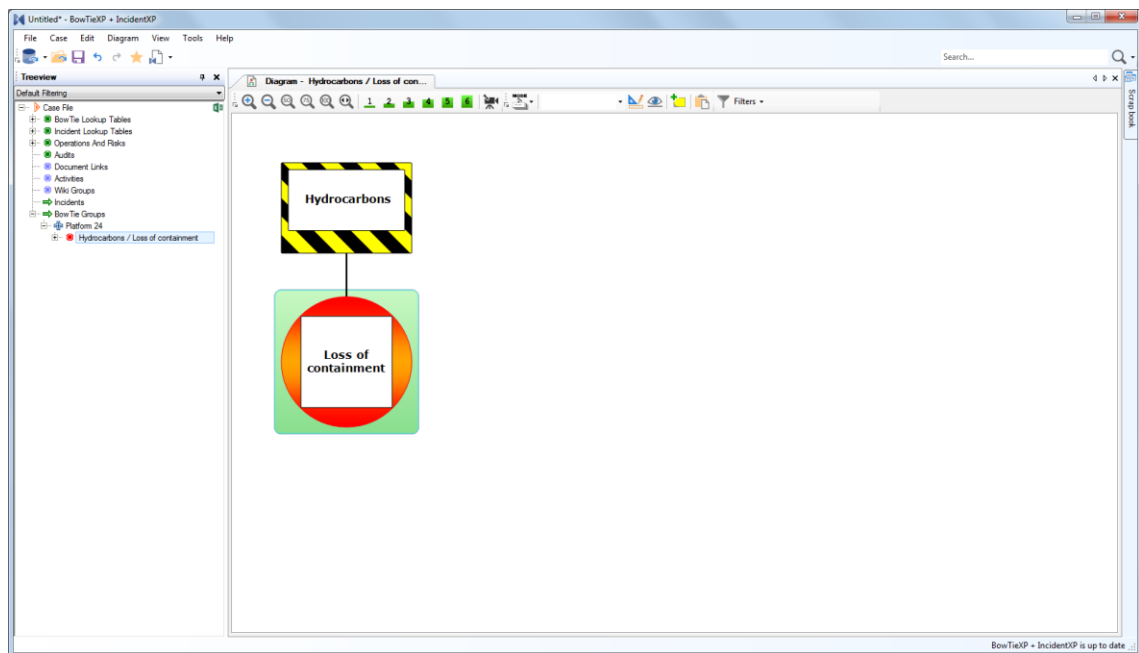 Untitled* - BowTieXP + IncidentXP
File Case Edit Diagram View Tools Help
Search...
Treeview
Diagram - Hydrocarbons / Loss of con...
Default Filtering
1 2 3 4 5 6
Filters
Case File
BowTie Lookup Tables
Incident Lookup Tables
Operations And Risks
Audits
Document Links
Activities
Wiki Groups
Incidents
BowTie Groups
Platform 24
Hydrocarbons / Loss of containment
Scrap book
Hydrocarbons
Loss of
containment
BowTieXP + IncidentXP is up to date